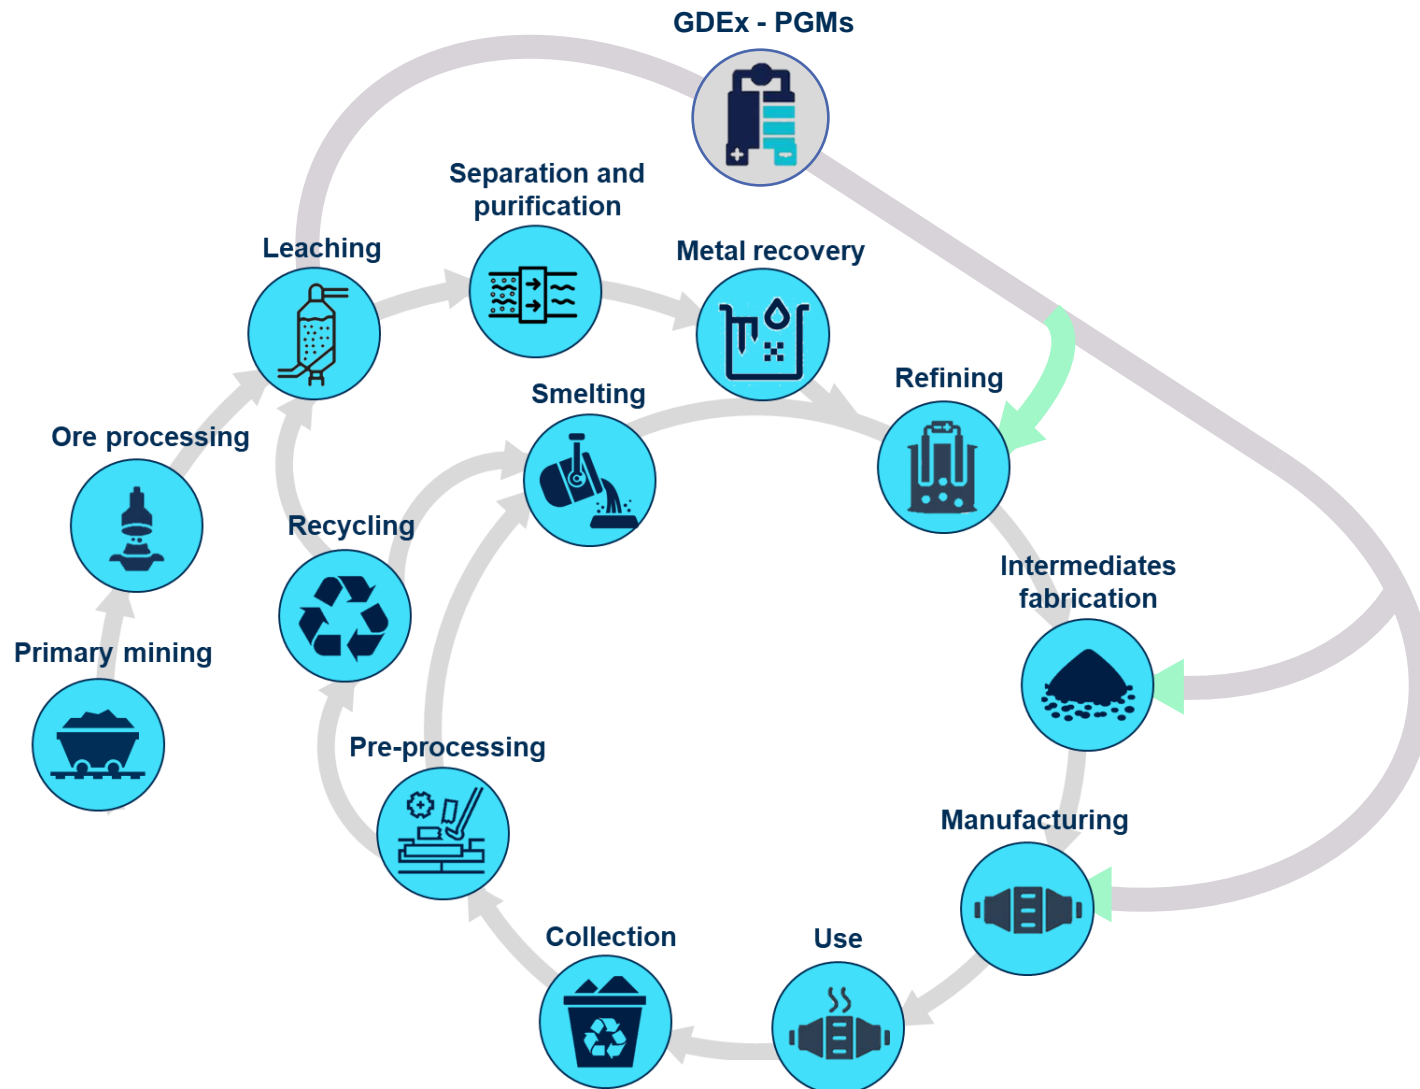 GDEx - PGMs
Separation and
purification
Leaching
Metal recovery
Smelting
Refining
Ore processing
Recycling
Intermediates
fabrication
Primary mining
Pre-processing
Manufacturing
Collection
Use